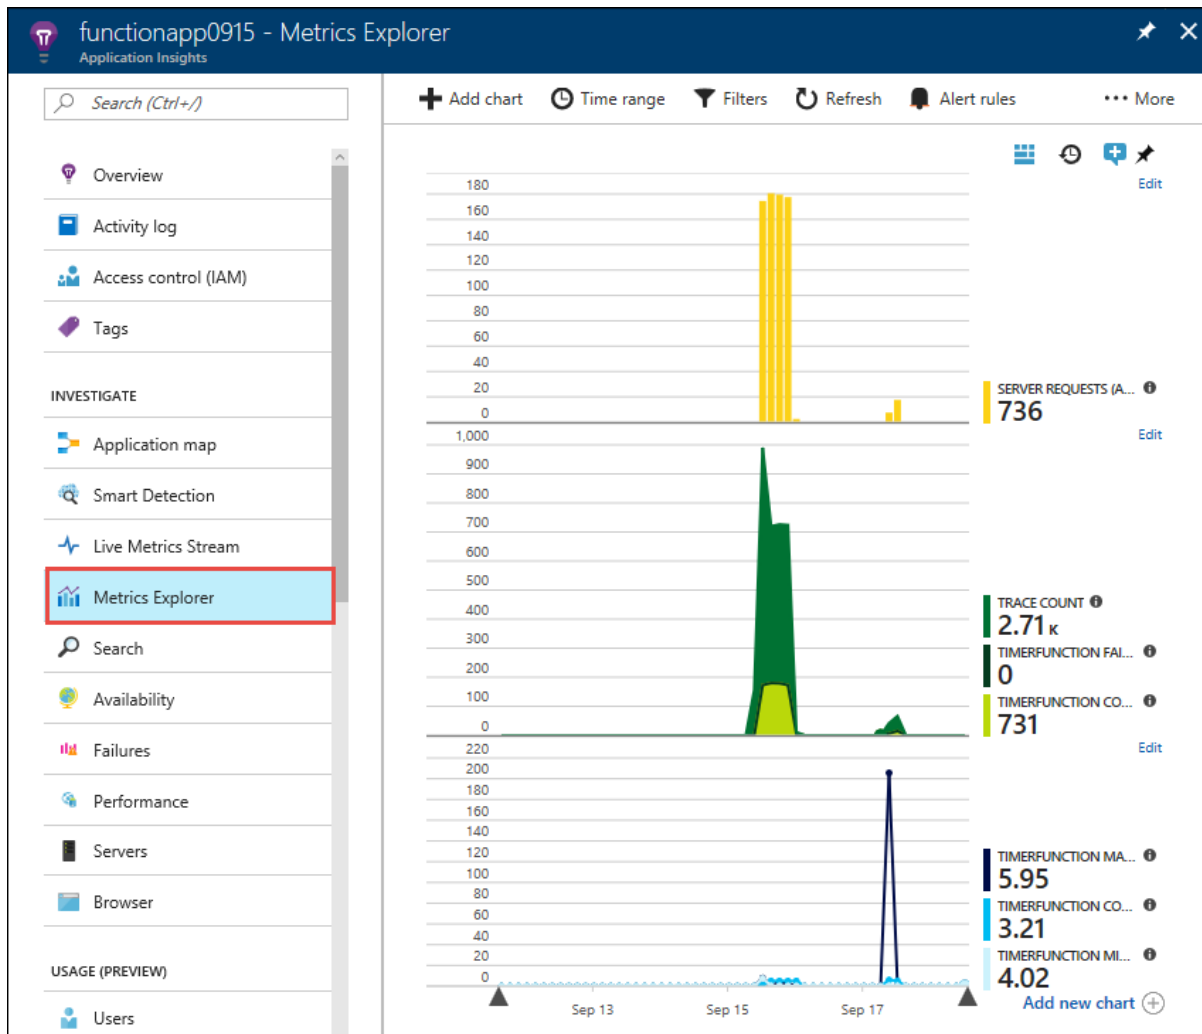 functionapp0915 - Metrics Explorer
Application Insights
Search (Ctrl+/)
Overview
Activity log
Access control (IAM)
Tags
INVESTIGATE
Application map
Smart Detection
Live Metrics Stream
Metrics Explorer
Search
Availability
Failures
Performance
Servers
Browser
USAGE (PREVIEW)
Users
Add chart
Time range
Filters
Refresh
Alert rules
More
Edit
180
160
140
120
100
80
60
40
20
0
SERVER REQUESTS (A...
736
Edit
1,000
900
800
700
600
500
400
300
200
100
0
TRACE COUNT
2.71 K
TIMERFUNCTION FAI...
0
TIMERFUNCTION CO...
731
Edit
220
200
180
160
140
120
100
80
60
40
20
0
TIMERFUNCTION MA...
5.95
TIMERFUNCTION CO...
3.21
TIMERFUNCTION MI...
4.02
Sep 13
Sep 15
Sep 17
Add new chart